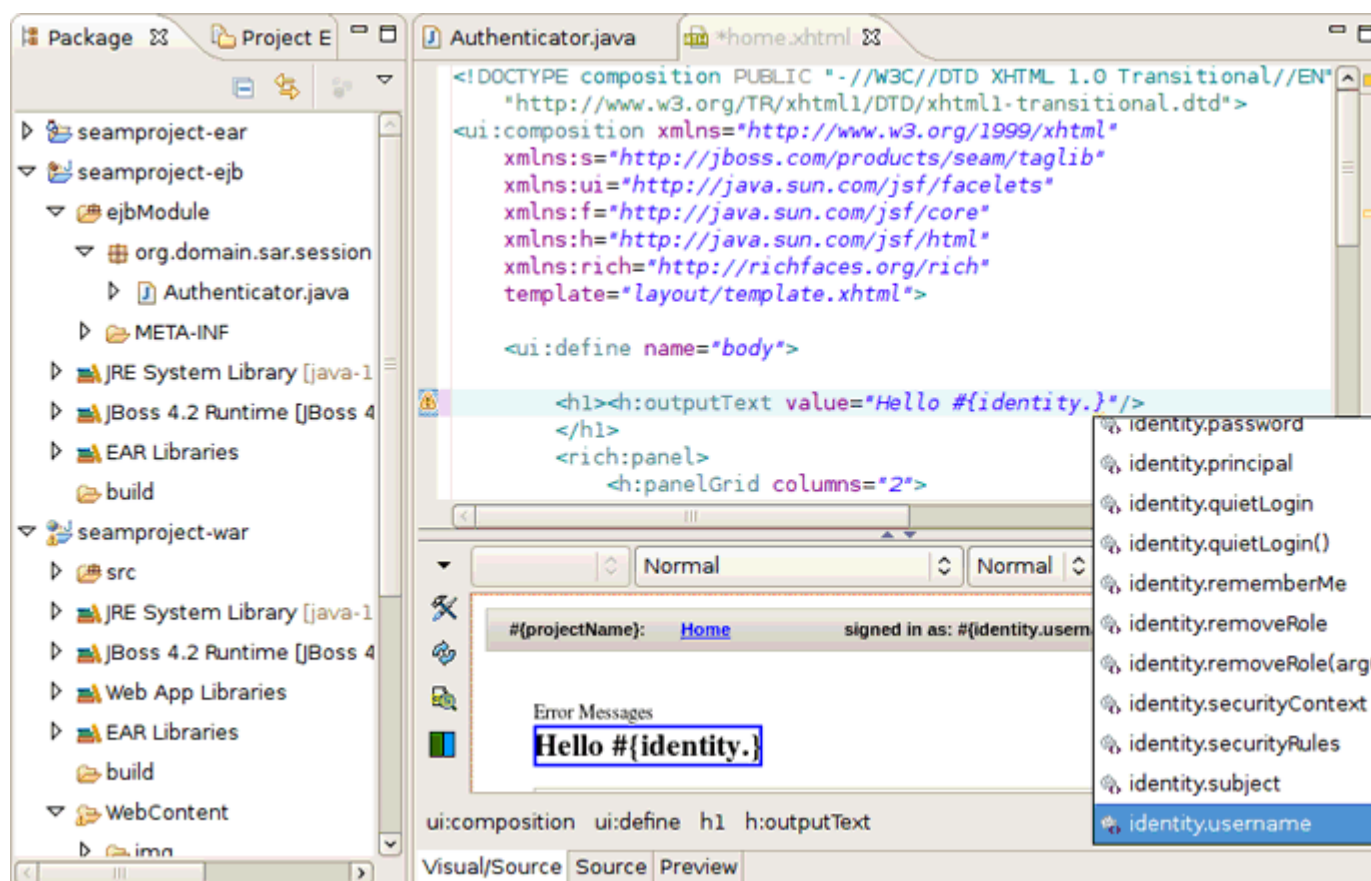 Package
Project E
seamproject-ear
seamproject-ejb
ejbModule
org.domain.sar.session
Authenticator.java
META-INF
JRE System Library [java-1
JBoss 4.2 Runtime [JBoss 4
EAR Libraries
build
seamproject-war
src
JRE System Library [java-1
JBoss 4.2 Runtime [JBoss 4
Web App Libraries
EAR Libraries
build
WebContent
img
Authenticator.java
*home.xhtml
<!DOCTYPE composition PUBLIC "-//W3C//DTD XHTML 1.0 Transitional//EN"
"http://www.w3.org/TR/xhtml1/DTD/xhtml1-transitional.dtd">
<ui:composition xmlns="http://www.w3.org/1999/xhtml"
xmlns:s="http://jboss.com/products/seam/taglib"
xmlns:ui="http://java.sun.com/jsf/facelets"
xmlns:f="http://java.sun.com/jsf/core"
xmlns:h="http://java.sun.com/jsf/html"
xmlns:rich="http://richfaces.org/rich"
template="layout/template.xhtml">
<ui:define name="body">
<h1><h:outputText value="Hello #{identity.}"/>
</h1>
<rich:panel>
<h:panelGrid columns="2">
identity.password
identity.principal
identity.quietLogin
identity.quietLogin()
identity.rememberMe
identity.removeRole
identity.removeRole(arg
identity.securityContext
identity.securityRules
identity.subject
identity.username
Normal
Normal
#{projectName}: Home signed in as: #{identity.userna
Error Messages
Hello #{identity.}
ui:composition ui:define h1 h:outputText
Visual/Source Source Preview